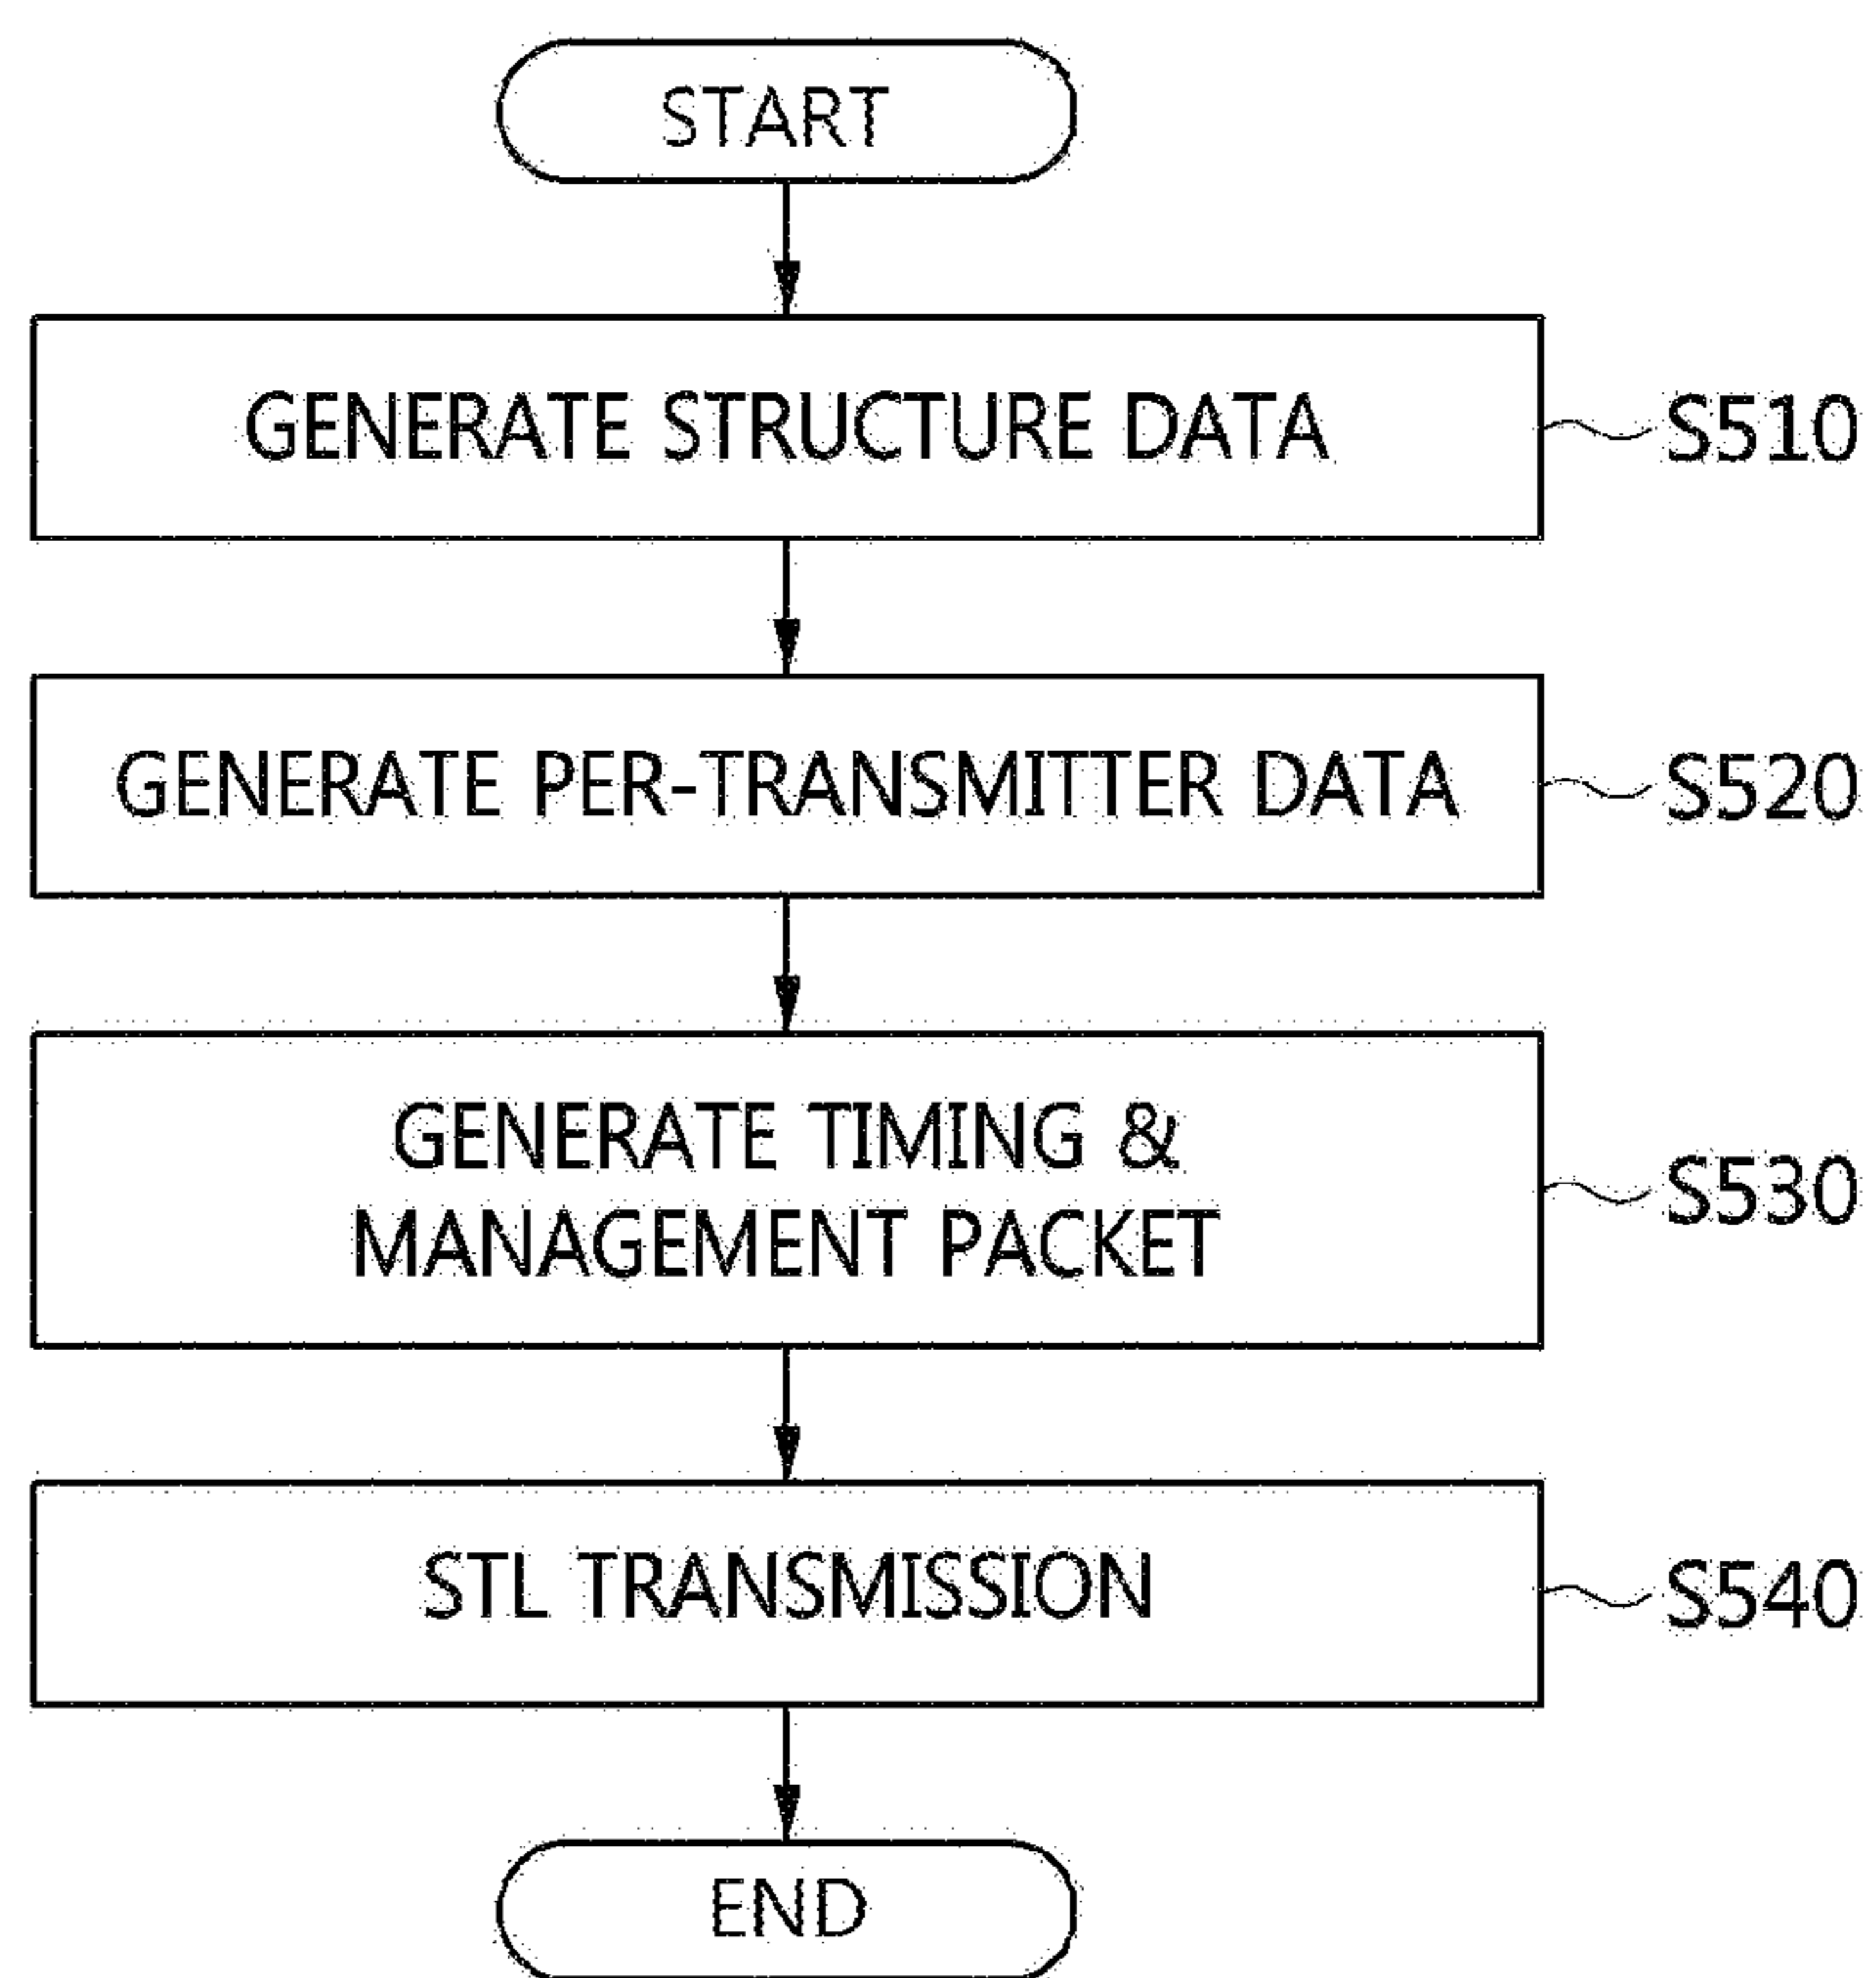 START
GENERATE STRUCTURE DATA
S510
GENERATE PER-TRANSMITTER DATA
S520
GENERATE TIMING &
MANAGEMENT PACKET
S530
STL TRANSMISSION
S540
END